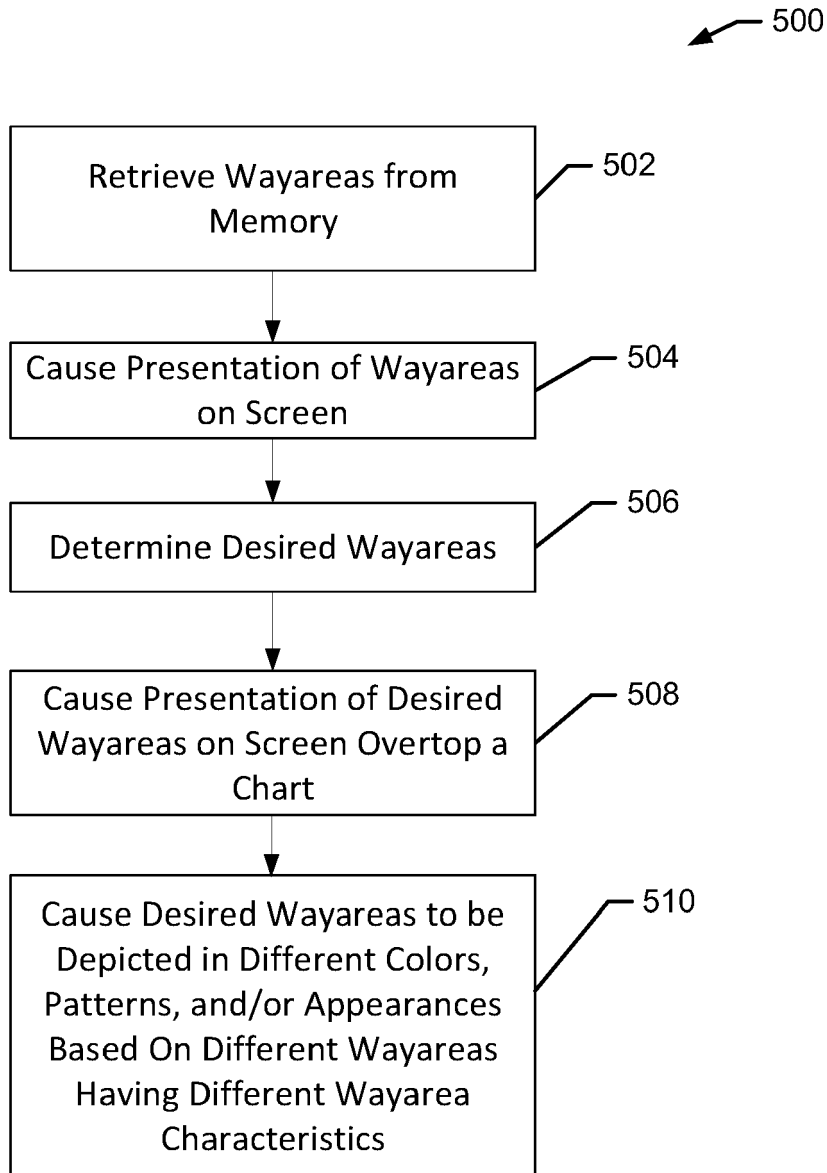 500
Retrieve Wayareas from
Memory
502
Cause Presentation of Wayareas
on Screen
504
Determine Desired Wayareas
506
Cause Presentation of Desired
Wayareas on Screen Overtop a
Chart
508
Cause Desired Wayareas to be
Depicted in Different Colors,
Patterns, and/or Appearances
Based On Different Wayareas
Having Different Wayarea
Characteristics
510